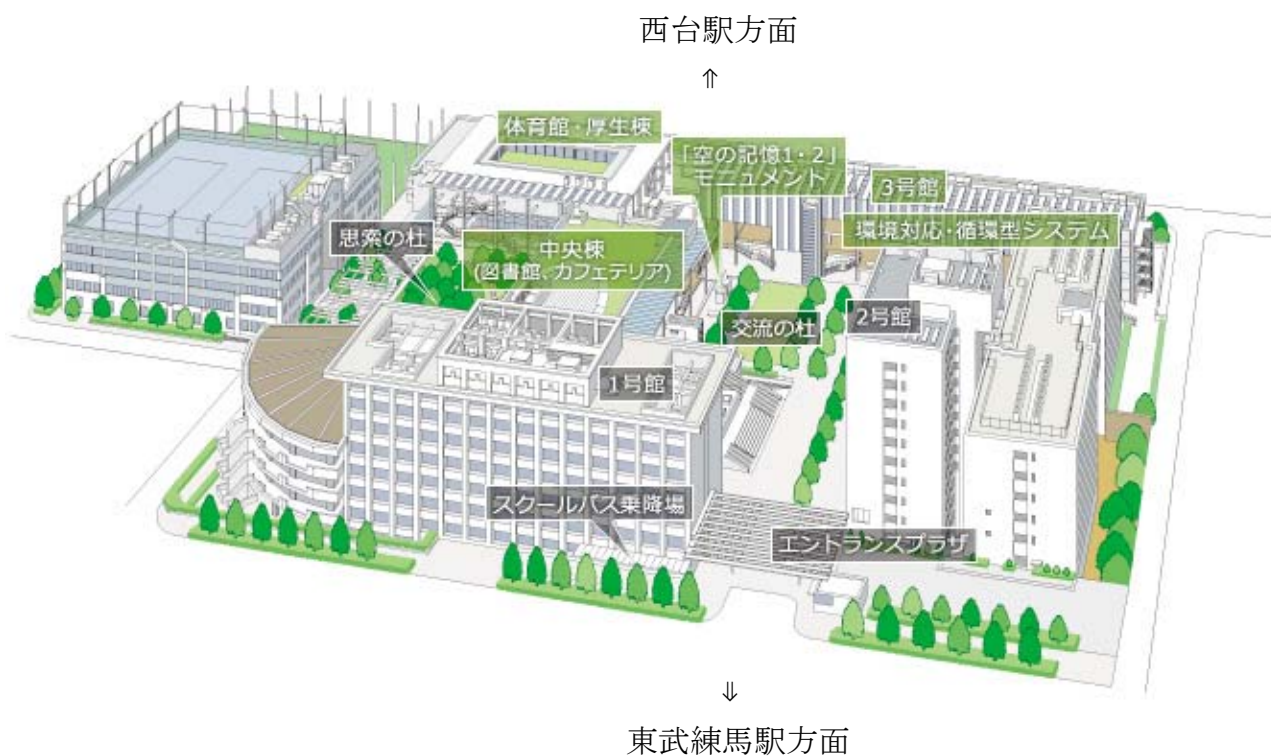 西台駅方面
⇑
体育館・厚生棟
「空の記憶1・2」
モニュメント
3号館
環境対応・循環型システム
思索の杜
中央棟
(図書館、カフェテリア)
交流の杜
2号館
1号館
スクールバス乗降場
エントランスプラザ
⇓
東武練馬駅方面